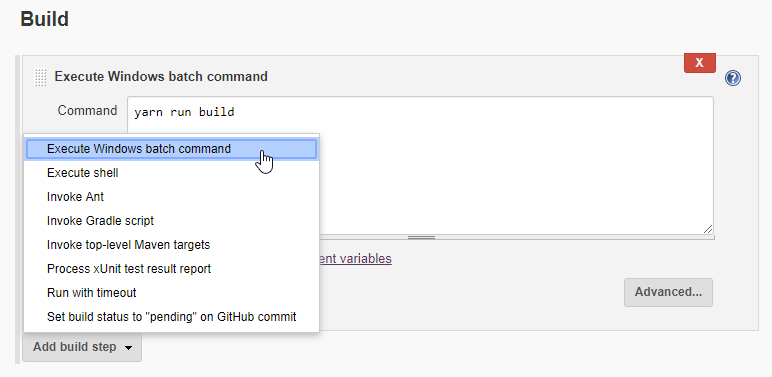 Build
Execute Windows batch command
X
?
Command
yarn run build
Execute Windows batch command
Execute shell
Invoke Ant
Invoke Gradle script
Invoke top-level Maven targets
Process xUnit test result report
Run with timeout
Set build status to "pending" on GitHub commit
ent variables
Advanced...
Add build step